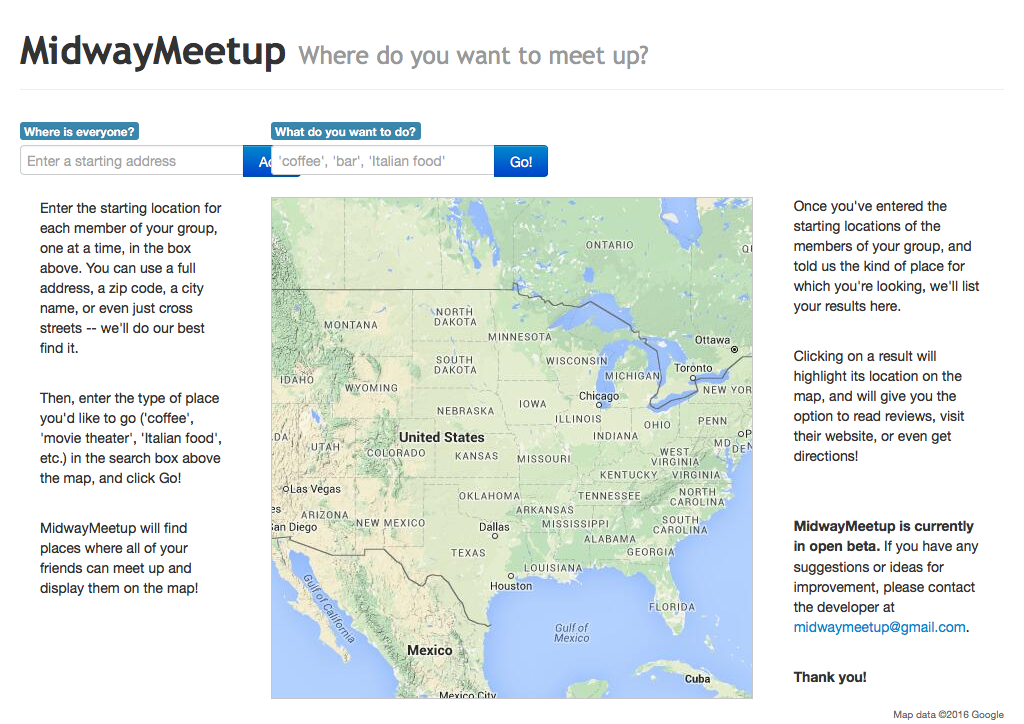 MidwayMeetup Where do you want to meet up?
Where is everyone?
What do you want to do?
Enter a starting address
'coffee', 'bar', 'Italian food'
Go!
Enter the starting location for
each member of your group,
one at a time, in the box
above. You can use a full
address, a zip code, a city
name, or even just cross
streets -- we'll do our best
find it.
Then, enter the type of place
you'd like to go ('coffee',
'movie theater', 'Italian food',
etc.) in the search box above
the map, and click Go!
MidwayMeetup will find
places where all of your
friends can meet up and
display them on the map!
ONTARIO
MONTANA
NORTH
DAKOTA
MINNESOTA
Ottawa
SOUTH
DAKOTA
WISCONSIN
MICHIGAN
Toronto
IDAHO
WYOMING
NEW YOR
Chicago
IOWA
NEBRASKA
ILLINOIS
OHIO
PENN
INDIANA
United States
UTAH
COLORADO
KANSAS
MISSOURI
WEST
VIRGINIA
MD
DEN
KENTUCKY
VIRGINIA
Las Vegas
OKLAHOMA
TENNESSEE
NORTH
CAROLINA
ARKANSAS
ARIZONA
NEW MEXICO
MISSISSIPPI
SOUTH
CAROLINA
an Diego
Dallas
ALABAMA
TEXAS
GEORGIA
LOUISIANA
Houston
Gulf of California
FLORIDA
Gulf of
Mexico
Mexico
Cuba
Mexico City
Once you've entered the
starting locations of the
members of your group, and
told us the kind of place for
which you're looking, we'll list
your results here.
Clicking on a result will
highlight its location on the
map, and will give you the
option to read reviews, visit
their website, or even get
directions!
MidwayMeetup is currently
in open beta. If you have any
suggestions or ideas for
improvement, please contact
the developer at
midwaymeetup@gmail.com.
Thank you!
Map data ©2016 Google